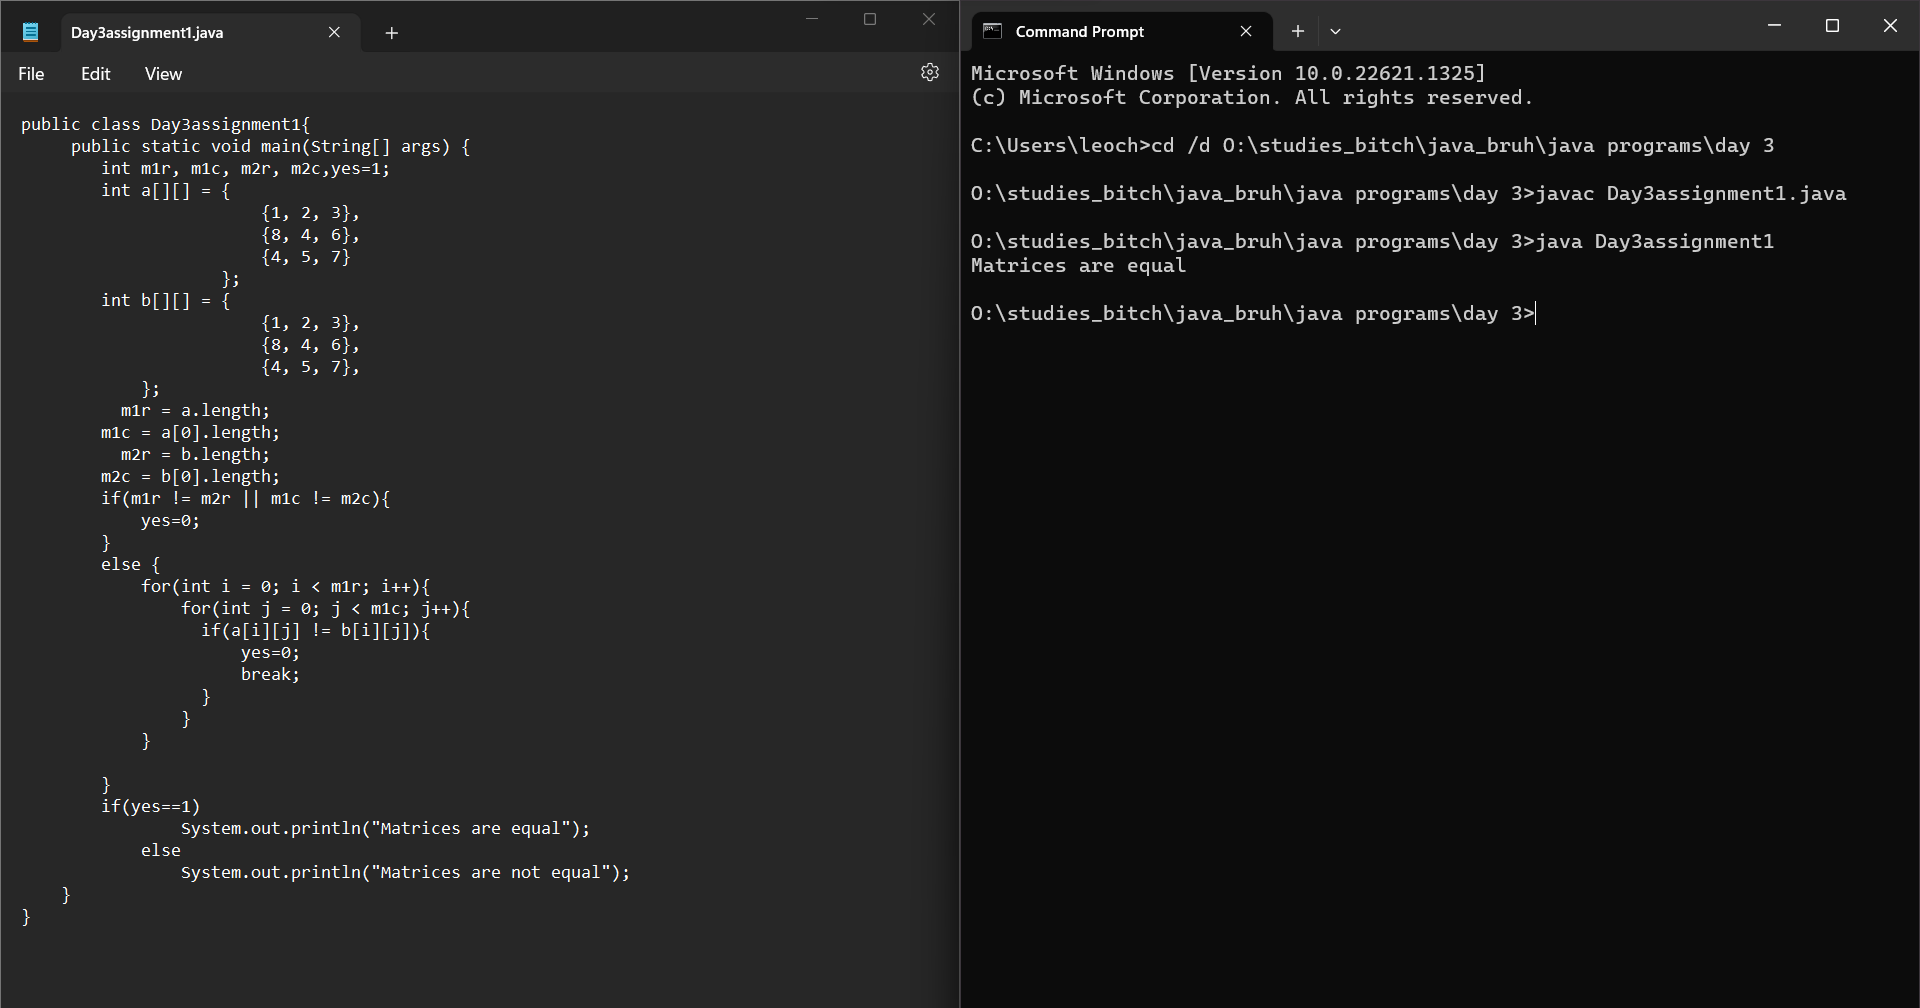 Day3assignment1.java
File Edit View
public class Day3assignment1{
public static void main(String[] args) {
int m1r, m1c, m2r, m2c,yes=1;
int a[][] = {
{1, 2, 3},
{8, 4, 6},
{4, 5, 7}
};
int b[][] = {
{1, 2, 3},
{8, 4, 6},
{4, 5, 7},
};
m1r = a.length;
m1c = a[0].length;
m2r = b.length;
m2c = b[0].length;
if(m1r != m2r || m1c != m2c){
yes=0;
}
else {
for(int i = 0; i < m1r; i++){
for(int j = 0; j < m1c; j++){
if(a[i][j] != b[i][j]){
yes=0;
break;
}
}
}
}
if(yes==1)
System.out.println("Matrices are equal");
else
System.out.println("Matrices are not equal");
}
}
Command Prompt
Microsoft Windows [Version 10.0.22621.1325]
(c) Microsoft Corporation. All rights reserved.
C:\Users\leoch>cd /d O:\studies_bitch\java_bruh\java programs\day 3
O:\studies_bitch\java_bruh\java programs\day 3>javac Day3assignment1.java
O:\studies_bitch\java_bruh\java programs\day 3>java Day3assignment1
Matrices are equal
O:\studies_bitch\java_bruh\java programs\day 3>